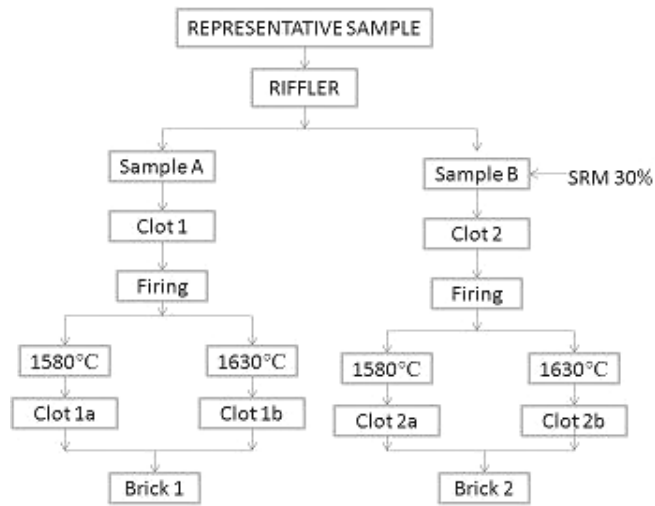 REPRESENTATIVE SAMPLE
RIFFLER
Sample A
Sample B
SRM 30%
Clot 1
Clot 2
Firing
Firing
1580°C
1630°C
1580°C
1630°C
Clot 1a
Clot 1b
Clot 2a
Clot 2b
Brick 1
Brick 2